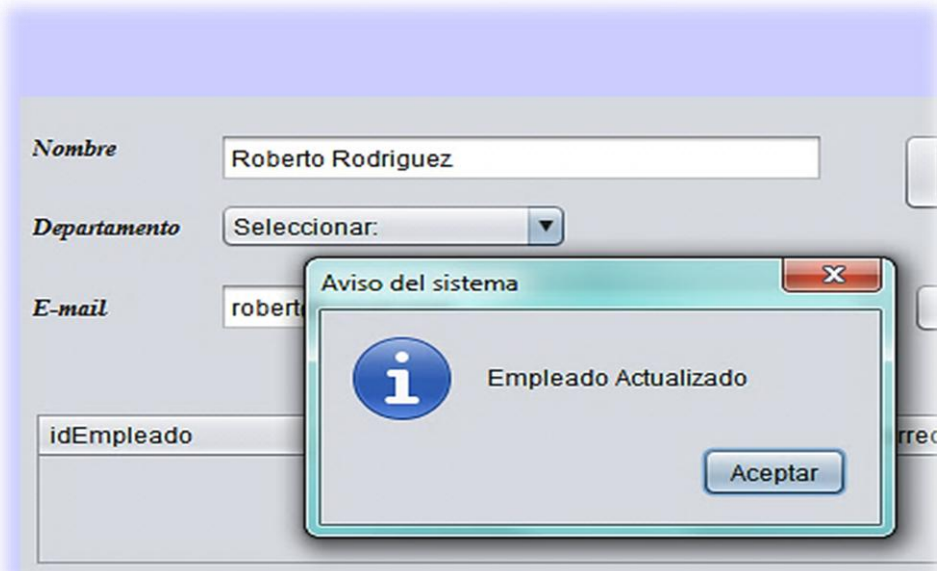 Nombre
Roberto Rodriguez
Departamento
Seleccionar:
Aviso del sistema
E-mail
Empleado Actualizado
idEmpleado
Aceptar